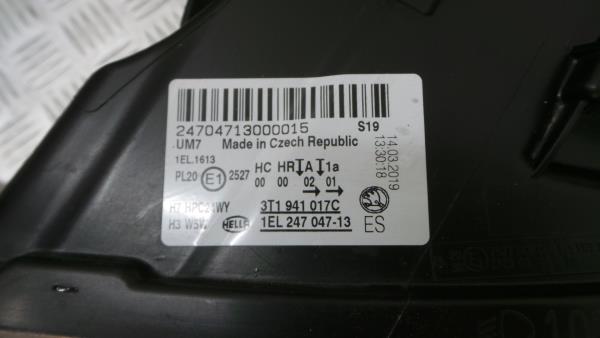 24704713000015 S19
UM7 Made in Czech Republic
14.03.2019
13:30:18
1EL.1613
PL20 E1 2527
HC HR A 1a
00 00 02 01
H7 HPC24WY 3T1 941 017C
H3 W5W HELLA 1EL 247 047-13 ES